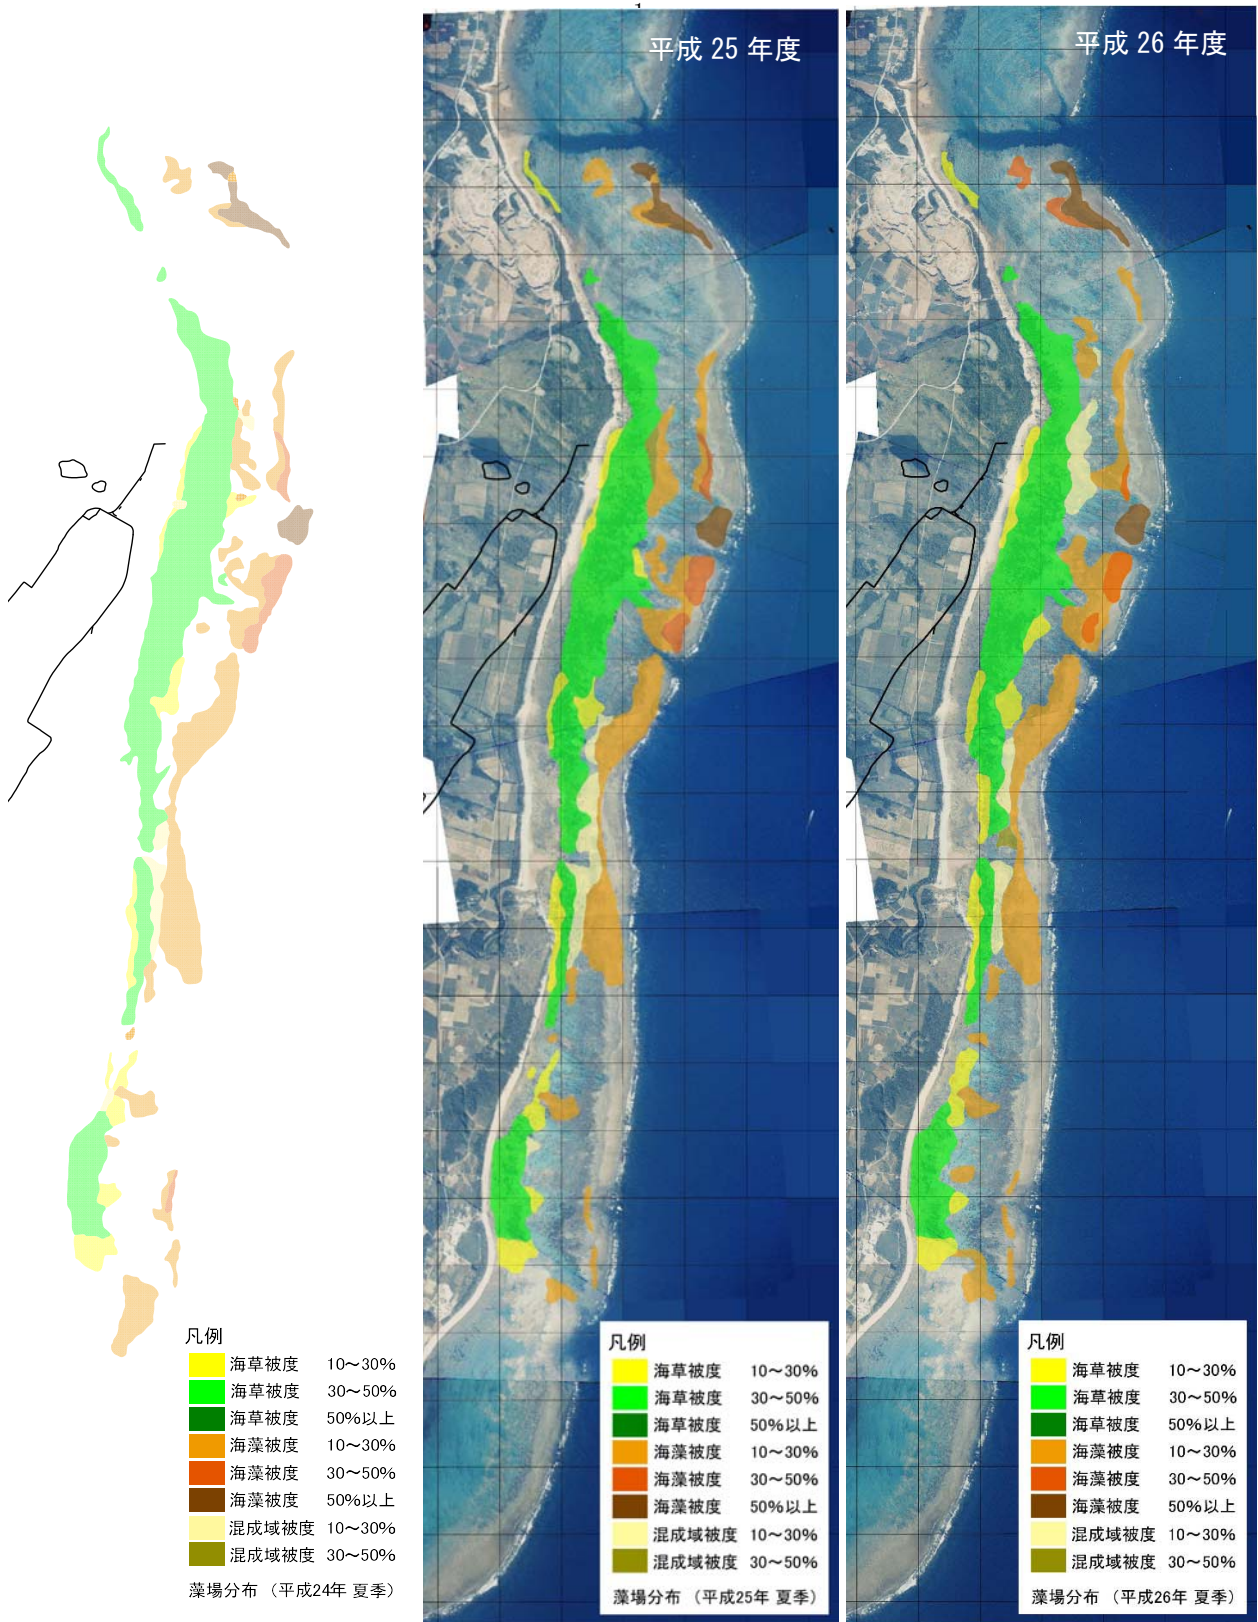 平成 25 年度
平成 26 年度
凡例
海草被度 10～30%
海草被度 30～50%
海草被度 50%以上
海藻被度 10～30%
海藻被度 30～50%
海藻被度 50%以上
混成域被度 10～30%
混成域被度 30～50%
藻場分布 （平成24年 夏季）
凡例
海草被度 10～30%
海草被度 30～50%
海草被度 50%以上
海藻被度 10～30%
海藻被度 30～50%
海藻被度 50%以上
混成域被度 10～30%
混成域被度 30～50%
藻場分布 （平成25年 夏季）
凡例
海草被度 10～30%
海草被度 30～50%
海草被度 50%以上
海藻被度 10～30%
海藻被度 30～50%
海藻被度 50%以上
混成域被度 10～30%
混成域被度 30～50%
藻場分布 （平成26年 夏季）